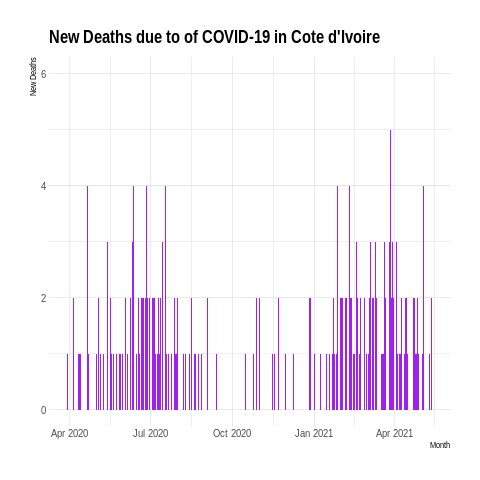 New Deaths due to of COVID-19 in Cote d'Ivoire
New Deaths
6
4
2
0
Apr 2020 Jul 2020 Oct 2020 Jan 2021 Apr 2021
Month